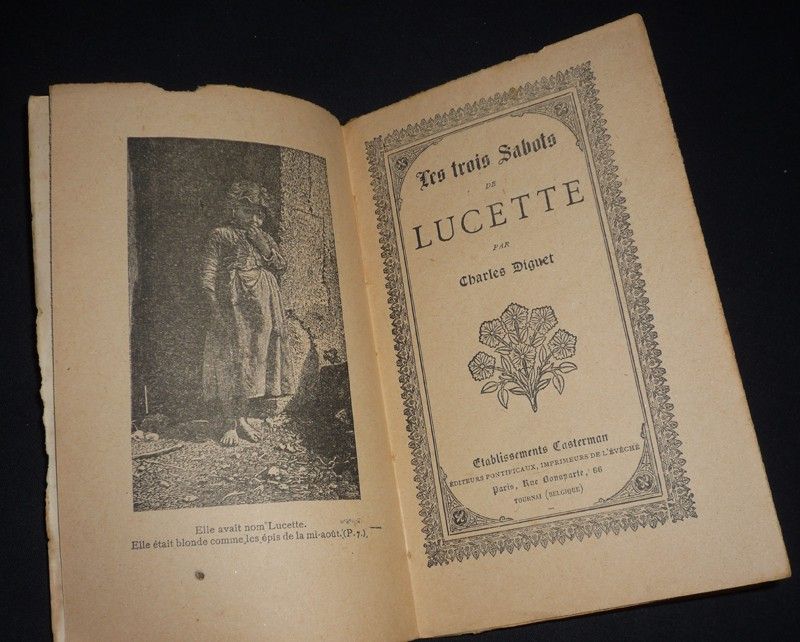 Elle avait nom Lucette.
Elle était blonde comme les épis de la mi-août. (P. 7.)
Les trois Sabots
DE
LUCETTE
PAR
Charles Diguet
Etablissements Casterman
ÉDITEURS PONTIFICAUX, IMPRIMEURS DE L'ÉVÊCHÉ
Paris, Rue Bonaparte, 66
TOURNAI (BELGIQUE)